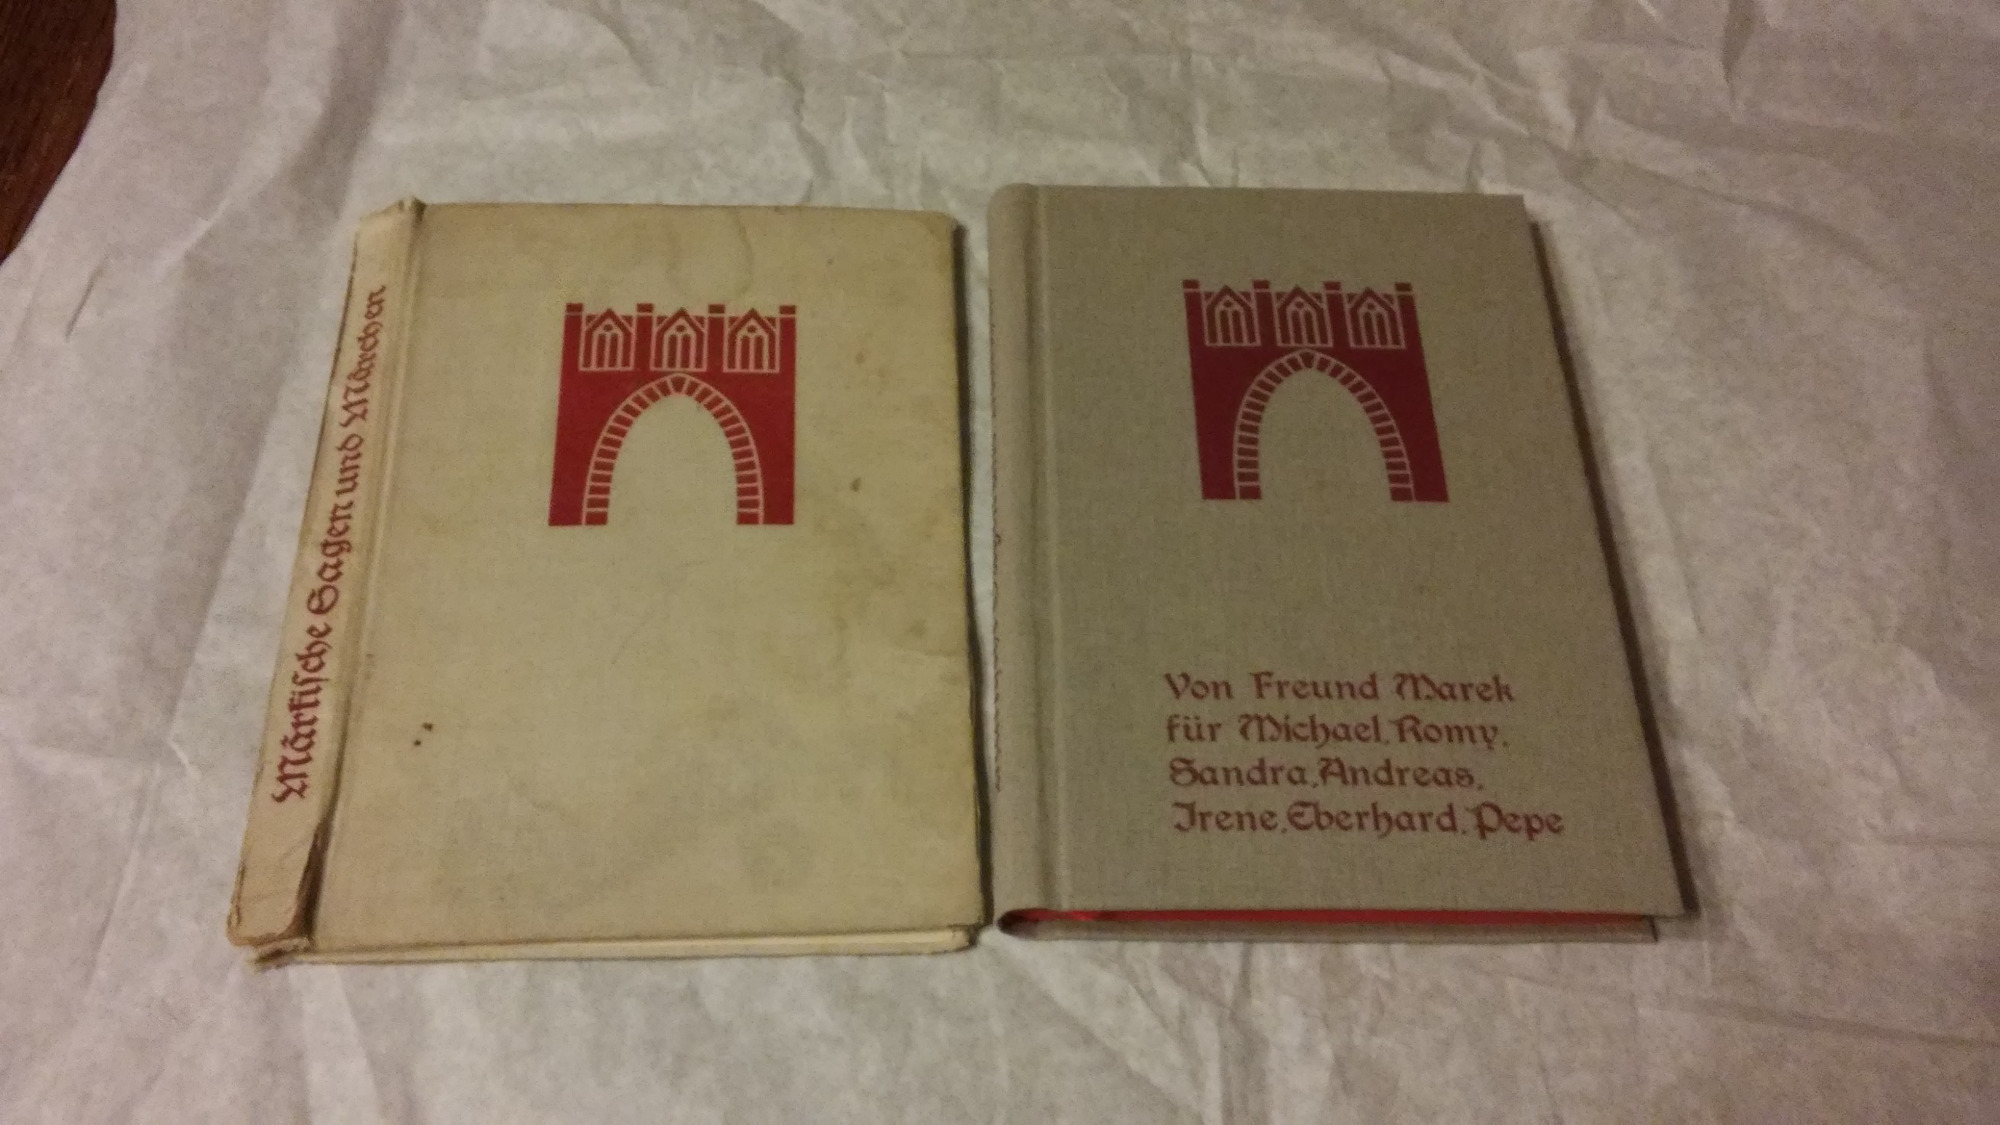 Märkische Sagen und Märchen
Von Freund Marek
für Michael, Romy,
Sandra, Andreas,
Irene, Eberhard, Pepe